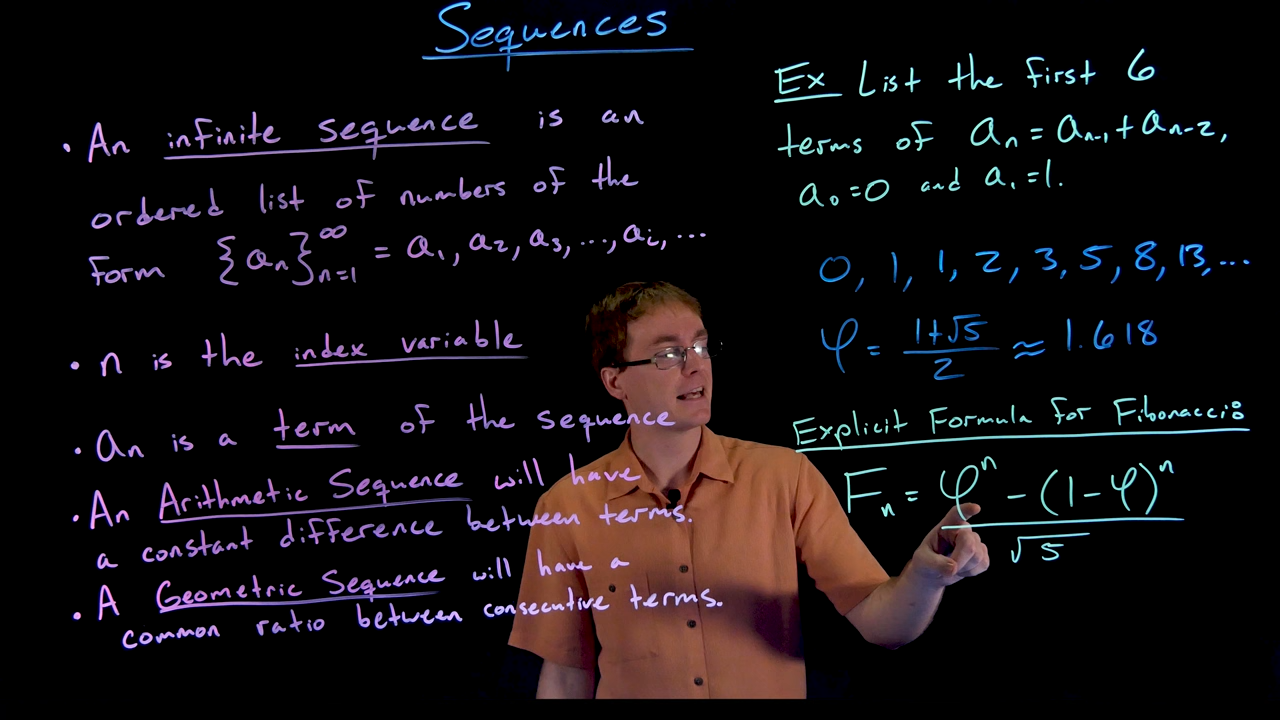 Sequences
• An infinite sequence is an
ordered list of numbers of the
form {aₙ}^∞ₙ₌₁ = a₁, a₂, a₃, ..., aᵢ, ...
• n is the index variable
• aₙ is a term of the sequence
• An Arithmetic Sequence will have
a constant difference between terms.
• A Geometric Sequence will have a
common ratio between consecutive terms.
Ex List the first 6
terms of aₙ = aₙ₋₁ + aₙ₋₂,
a₀ = 0 and a₁ = 1.
0, 1, 1, 2, 3, 5, 8, 13, ...
φ = (1+√5)/2 ≈ 1.618
Explicit Formula for Fibonacci:
Fₙ = (φⁿ - (1-φ)ⁿ)/√5